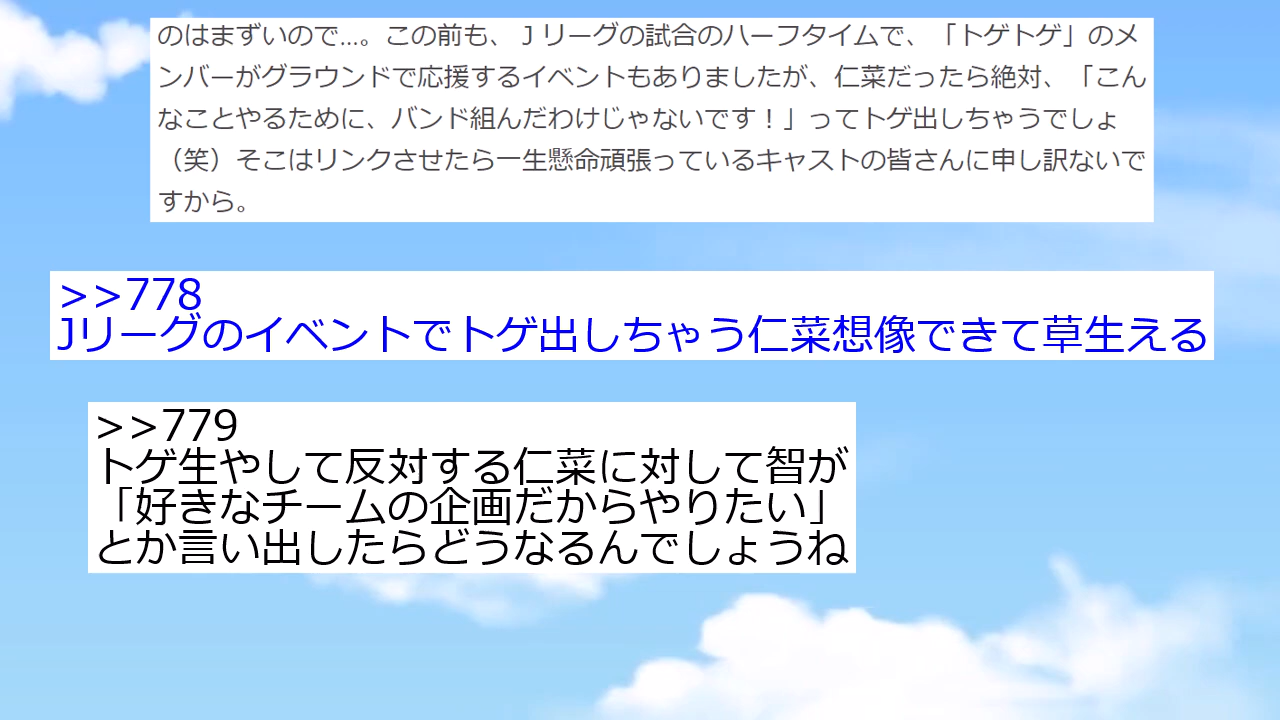 のはまずいので…。この前も、Ｊリーグの試合のハーフタイムで、「トゲトゲ」のメ
ンバーがグラウンドで応援するイベントもありましたが、仁菜だったら絶対、「こん
なことやるために、バンド組んだわけじゃないです！」ってトゲ出しちゃうでしょ
（笑）そこはリンクさせたら一生懸命頑張っているキャストの皆さんに申し訳ないで
すから。
>>778
Jリーグのイベントでトゲ出しちゃう仁菜想像できて草生える
>>779
トゲ生やして反対する仁菜に対して智が
「好きなチームの企画だからやりたい」
とか言い出したらどうなるんでしょうね